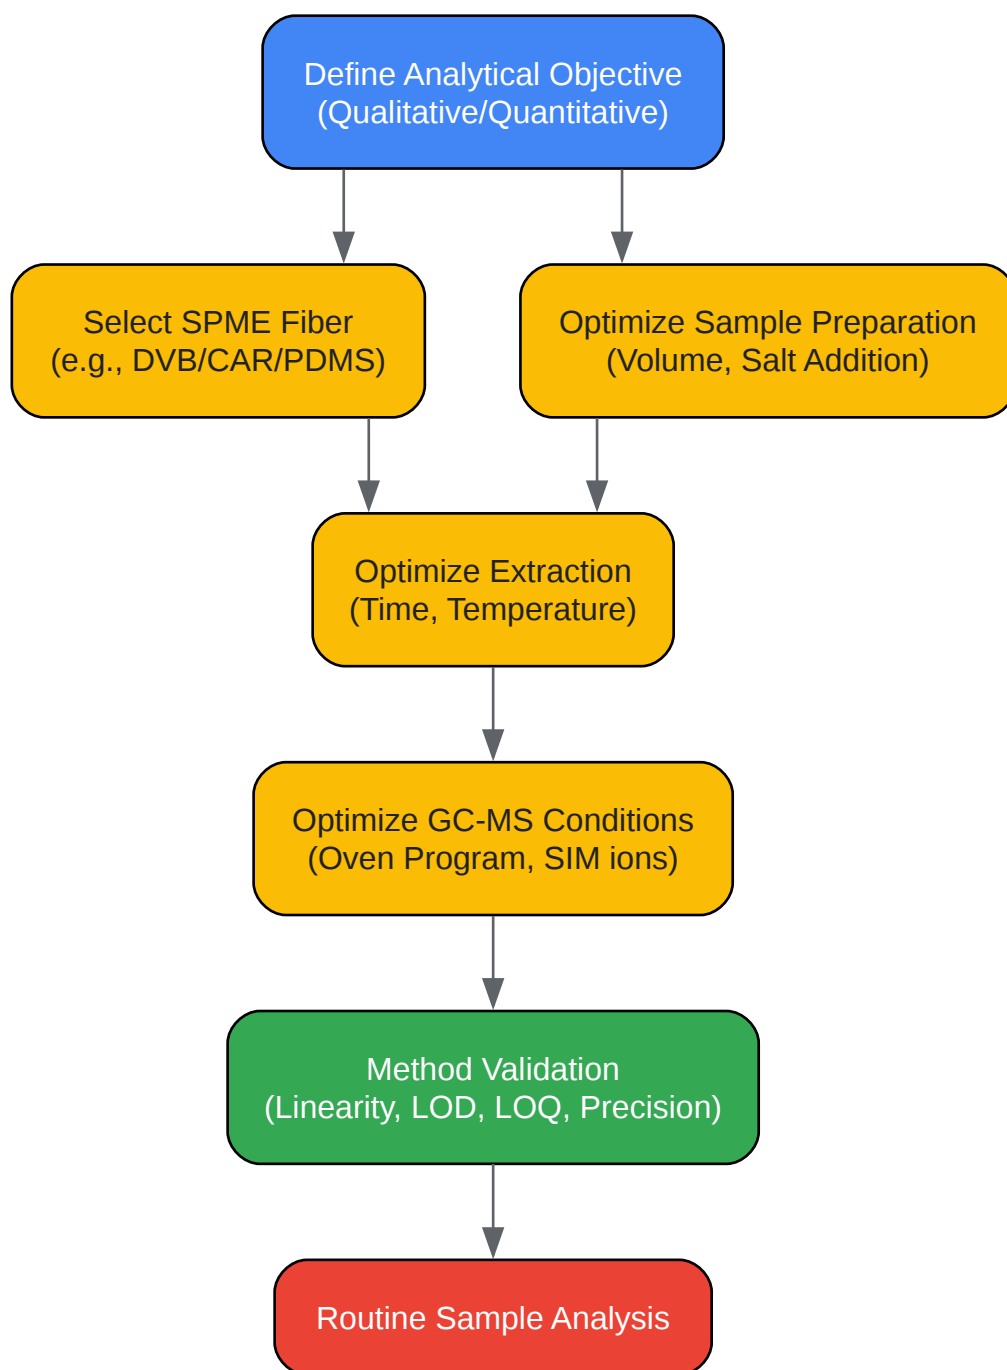 Define Analytical Objective
(Qualitative/Quantitative)
Select SPME Fiber
(e.g., DVB/CAR/PDMS)
Optimize Sample Preparation
(Volume, Salt Addition)
Optimize Extraction
(Time, Temperature)
Optimize GC-MS Conditions
(Oven Program, SIM ions)
Method Validation
(Linearity, LOD, LOQ, Precision)
Routine Sample Analysis